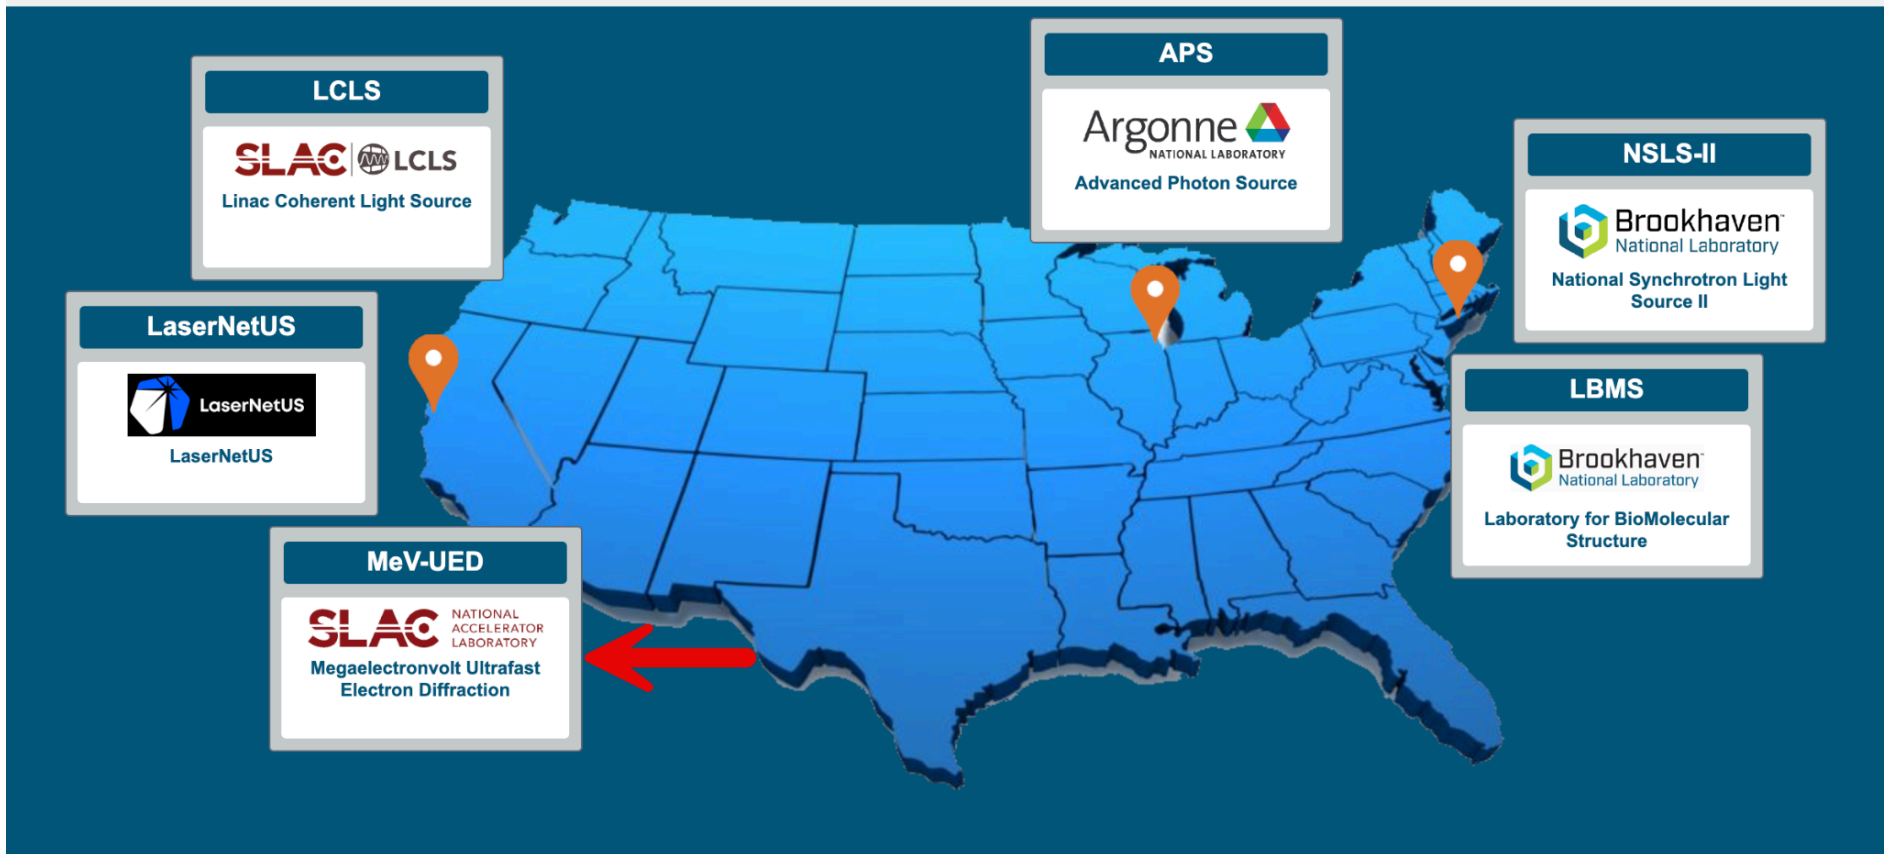 LCLS
SLAC LCLS
Linac Coherent Light Source
LaserNetUS
LaserNetUS
LaserNetUS
MeV-UED
SLAC NATIONAL
ACCELERATOR
LABORATORY
Megaelectronvolt Ultrafast
Electron Diffraction
APS
Argonne
NATIONAL LABORATORY
Advanced Photon Source
NSLS-II
Brookhaven™
National Laboratory
National Synchrotron Light
Source II
LBMS
Brookhaven™
National Laboratory
Laboratory for BioMolecular
Structure